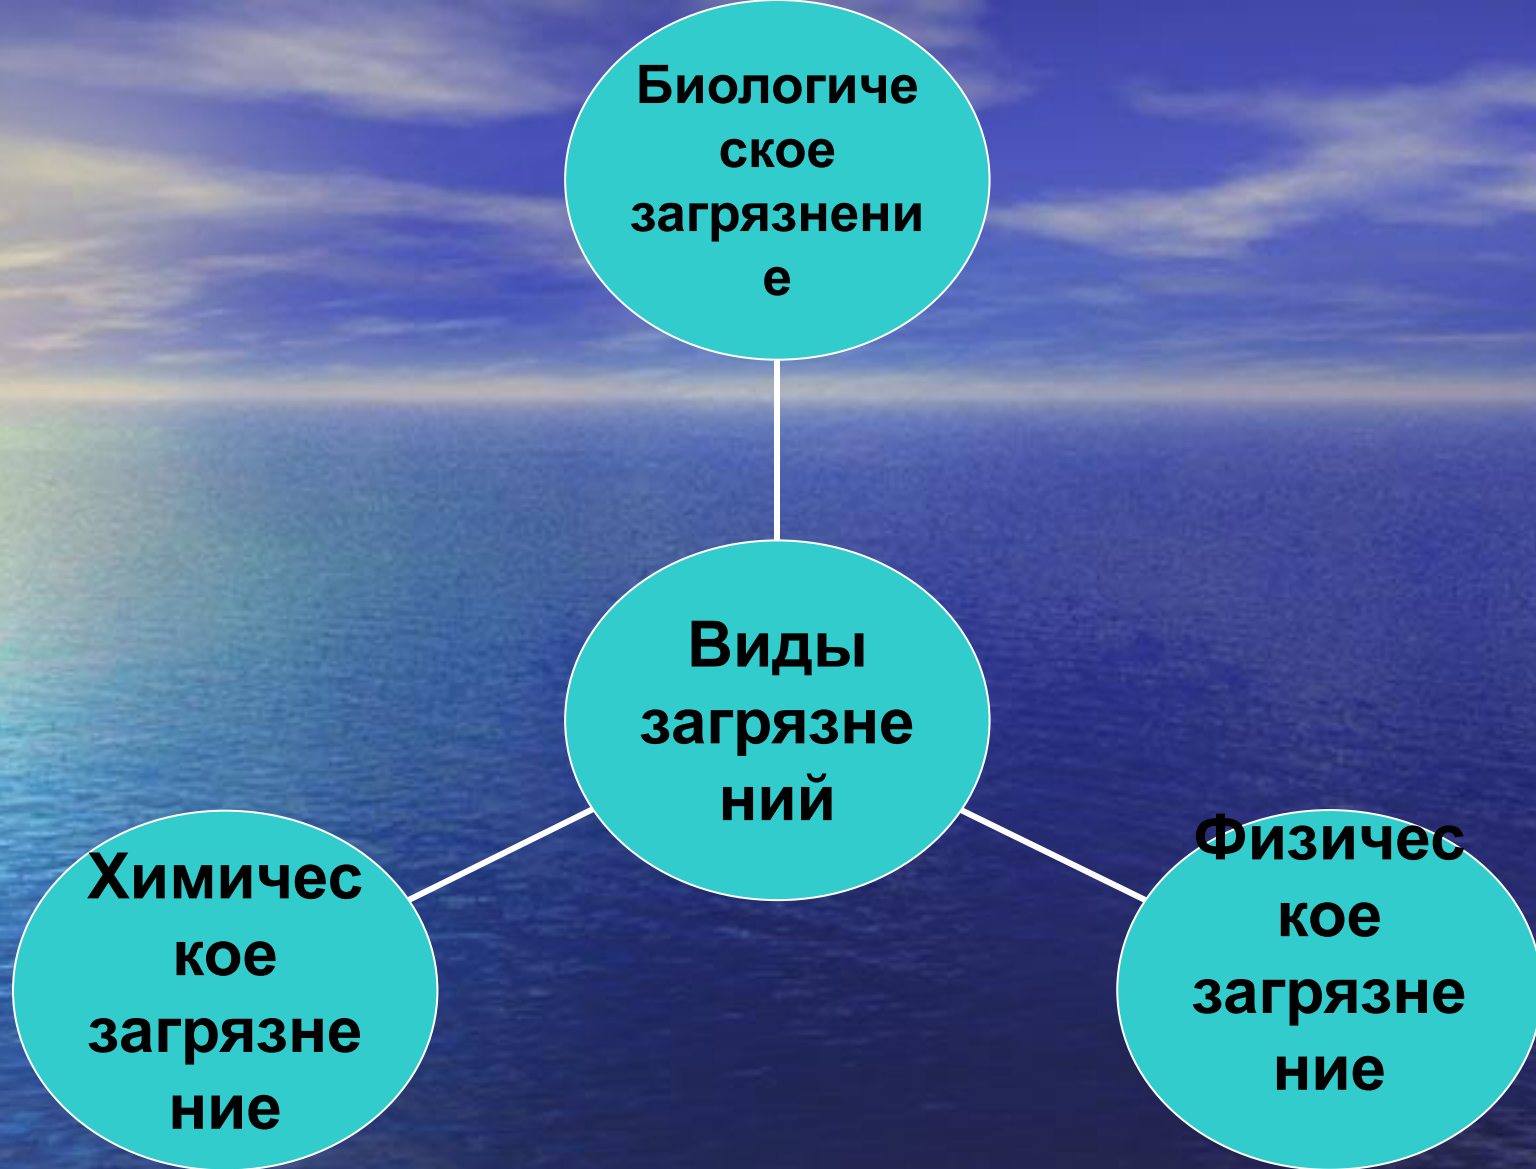 Биологиче
ское
загрязнени
е
Виды
загрязне
ний
Химичес
кое
загрязне
ние
Физичес
кое
загрязне
ние